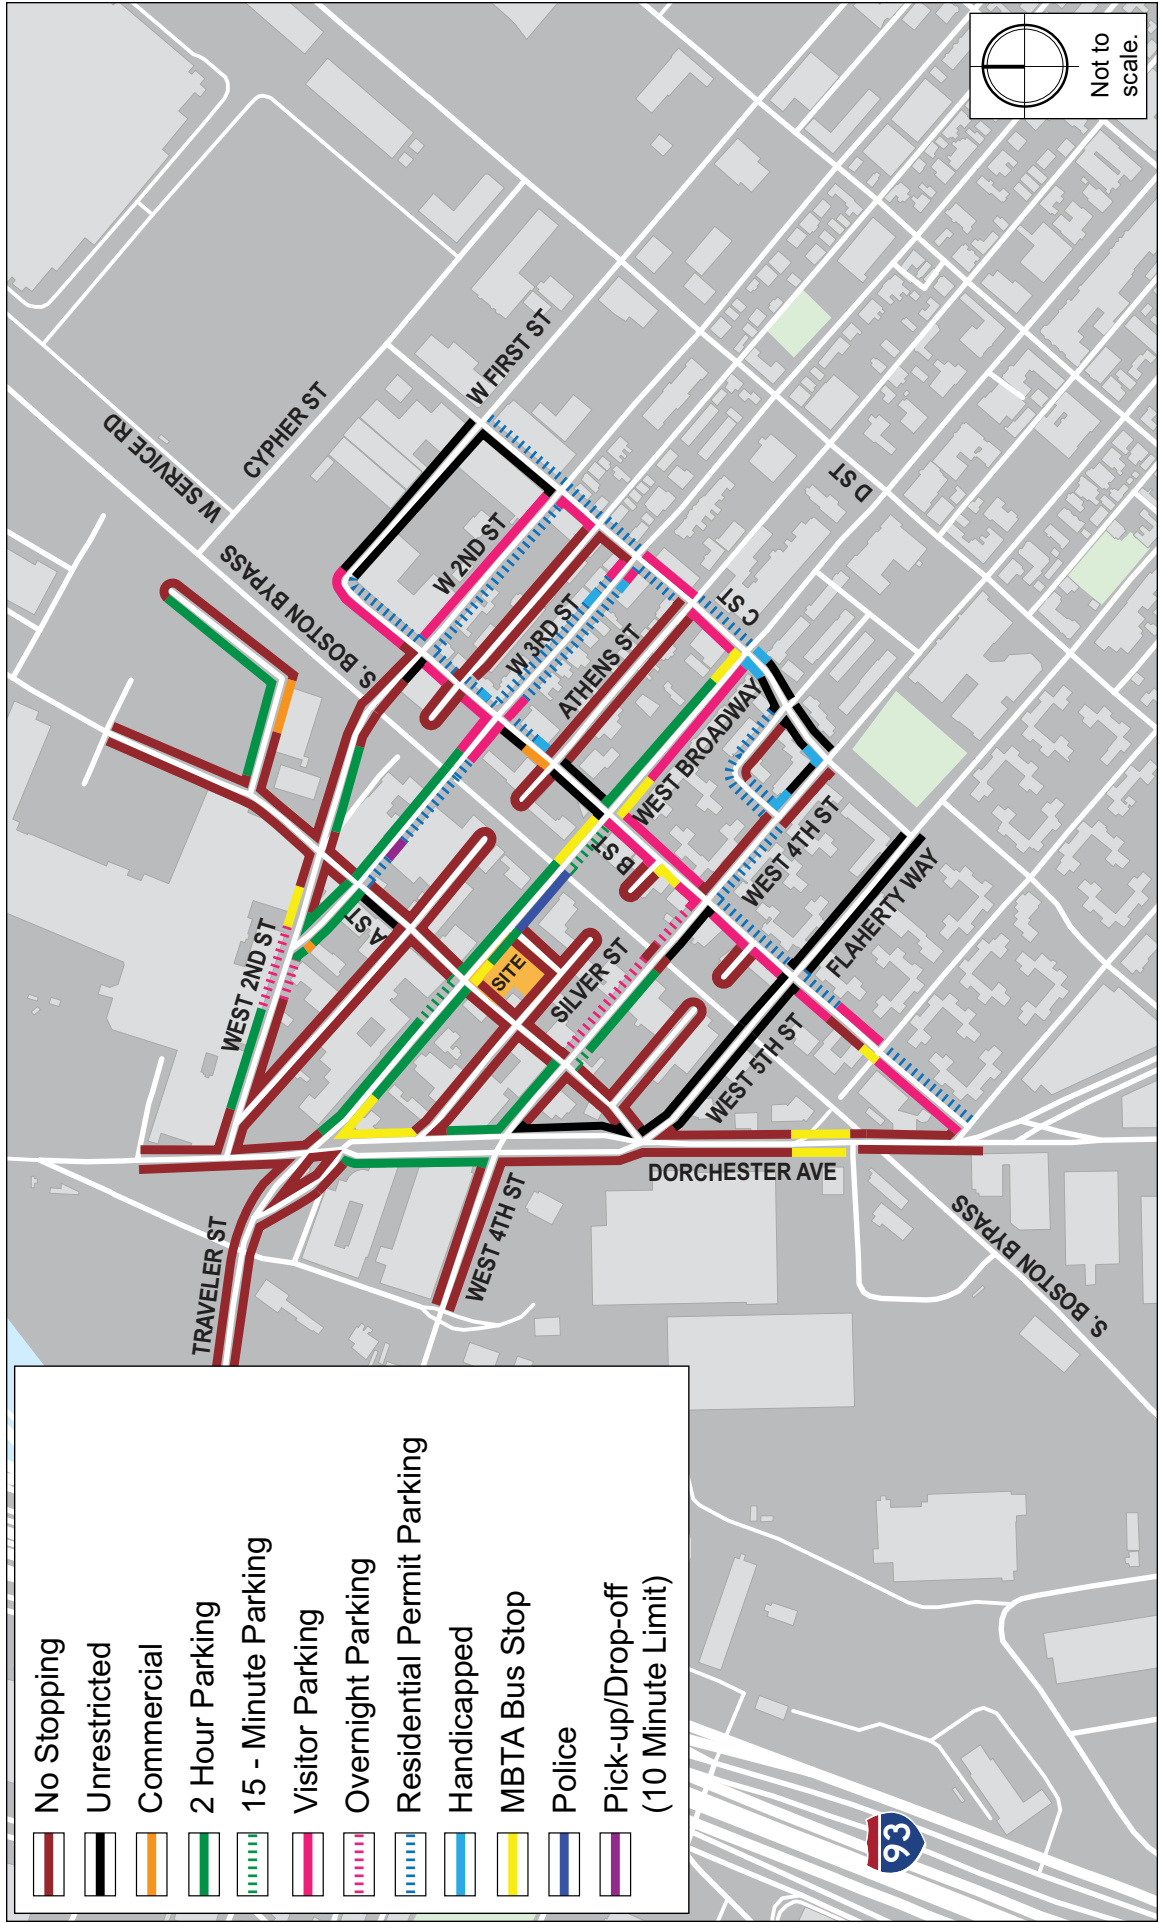 No Stopping
Unrestricted
Commercial
2 Hour Parking
15 - Minute Parking
Visitor Parking
Overnight Parking
Residential Permit Parking
Handicapped
MBTA Bus Stop
Police
Pick-up/Drop-off
(10 Minute Limit)
93
TRAVELER ST
WEST 4TH ST
DORCHESTER AVE
S. BOSTON BYPASS
WEST 2ND ST
A ST
SITE
SILVER ST
WEST 5TH ST
FLAHERTY WAY
B ST
WEST BROADWAY
WEST 4TH ST
S. BOSTON BYPASS
W SERVICE RD
CYPHER ST
W FIRST ST
W 2ND ST
W 3RD ST
ATHENS ST
C ST
D ST
Not to
scale.